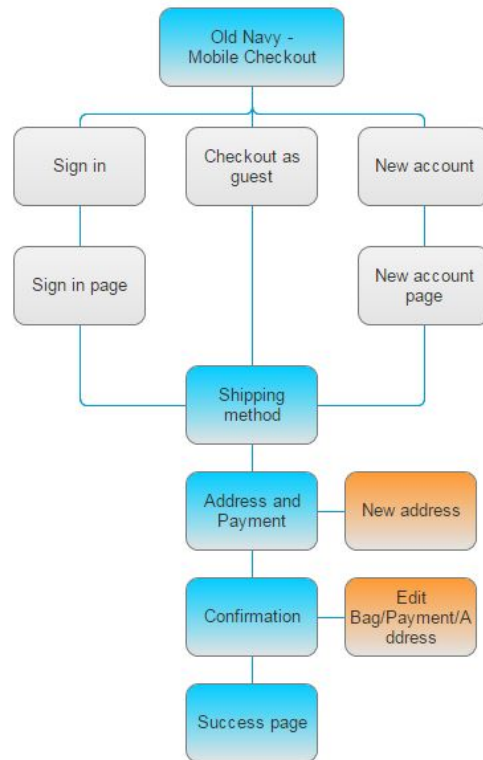 Old Navy -
Mobile Checkout
Sign in
Checkout as
guest
New account
Sign in page
New account
page
Shipping
method
Address and
Payment
New address
Confirmation
Edit
Bag/Payment/A
ddress
Success page